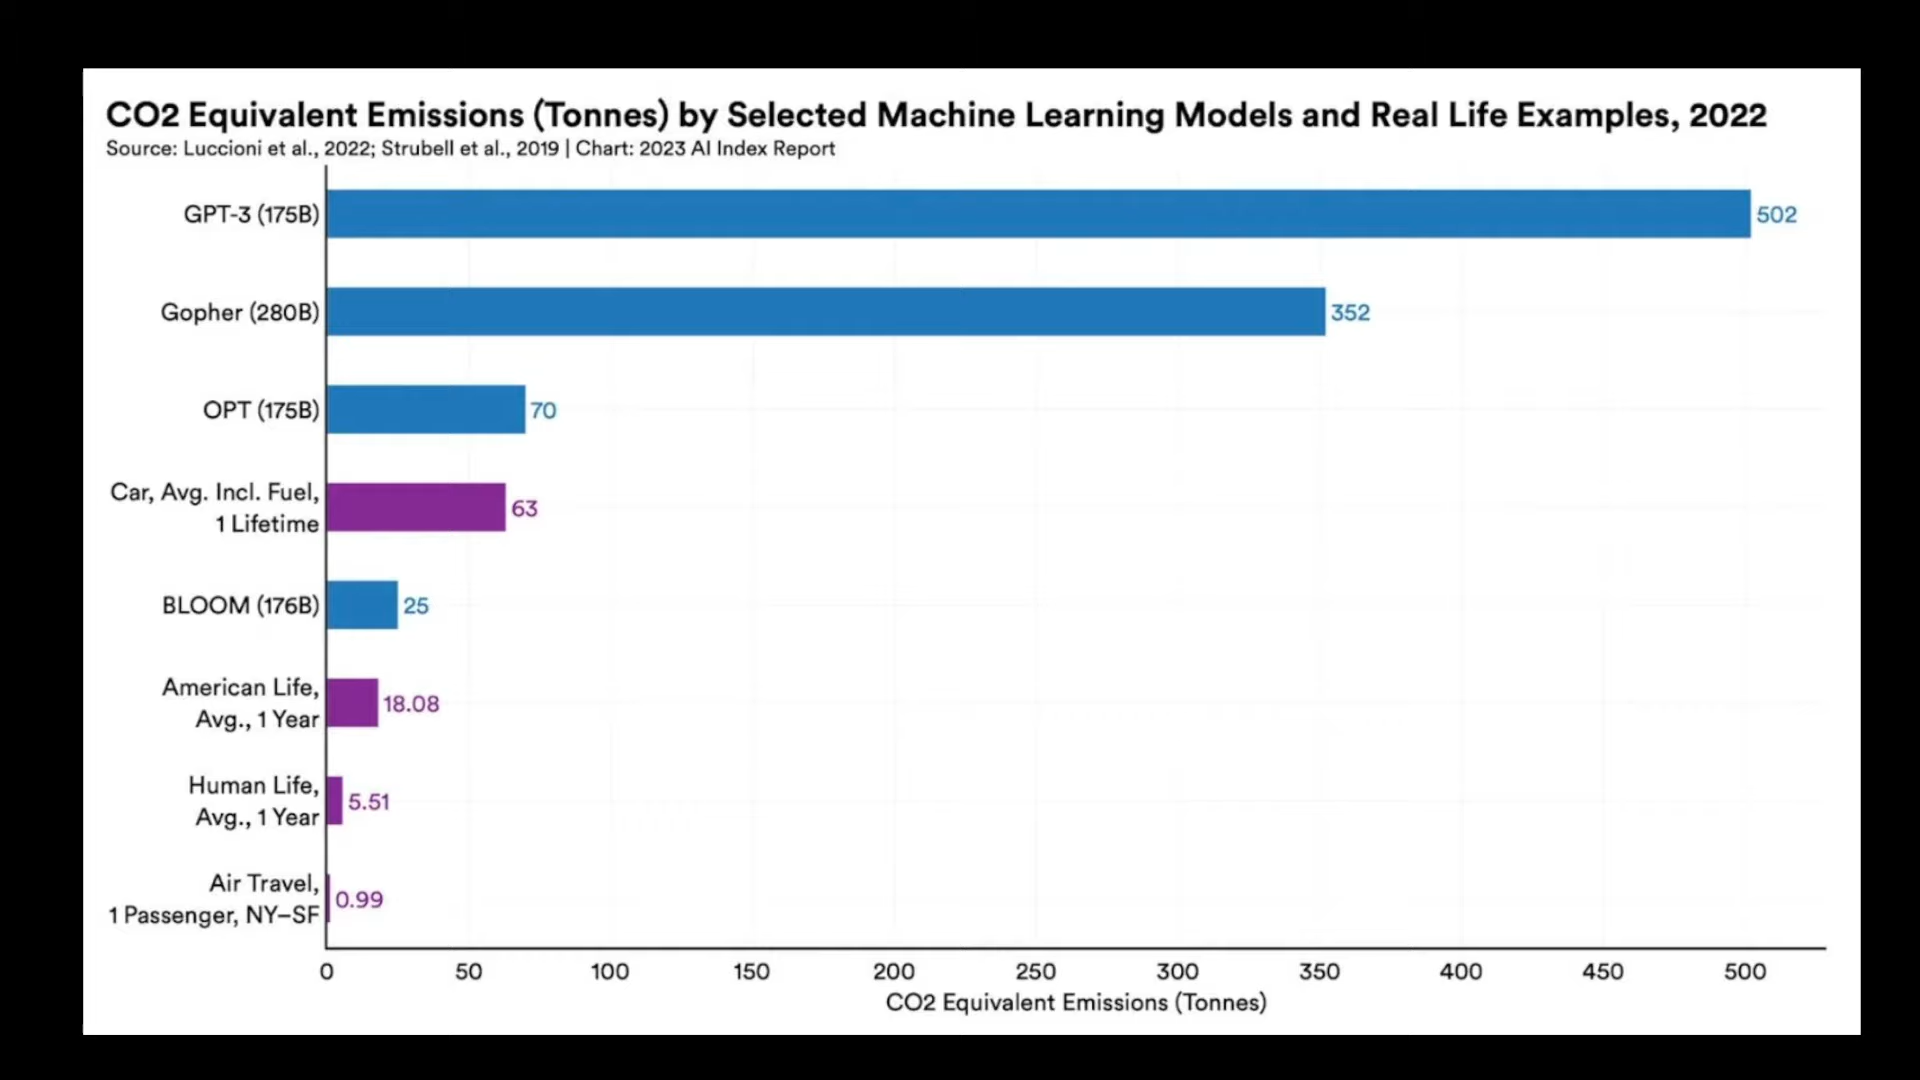 CO2 Equivalent Emissions (Tonnes) by Selected Machine Learning Models and Real Life Examples, 2022
Source: Luccioni et al., 2022; Strubell et al., 2019 | Chart: 2023 AI Index Report
GPT-3 (175B)
502
Gopher (280B)
352
OPT (175B)
70
Car, Avg. Incl. Fuel,
1 Lifetime
63
BLOOM (176B)
25
American Life,
Avg., 1 Year
18.08
Human Life,
Avg., 1 Year
5.51
Air Travel,
1 Passenger, NY–SF
0.99
0 50 100 150 200 250 300 350 400 450 500
CO2 Equivalent Emissions (Tonnes)